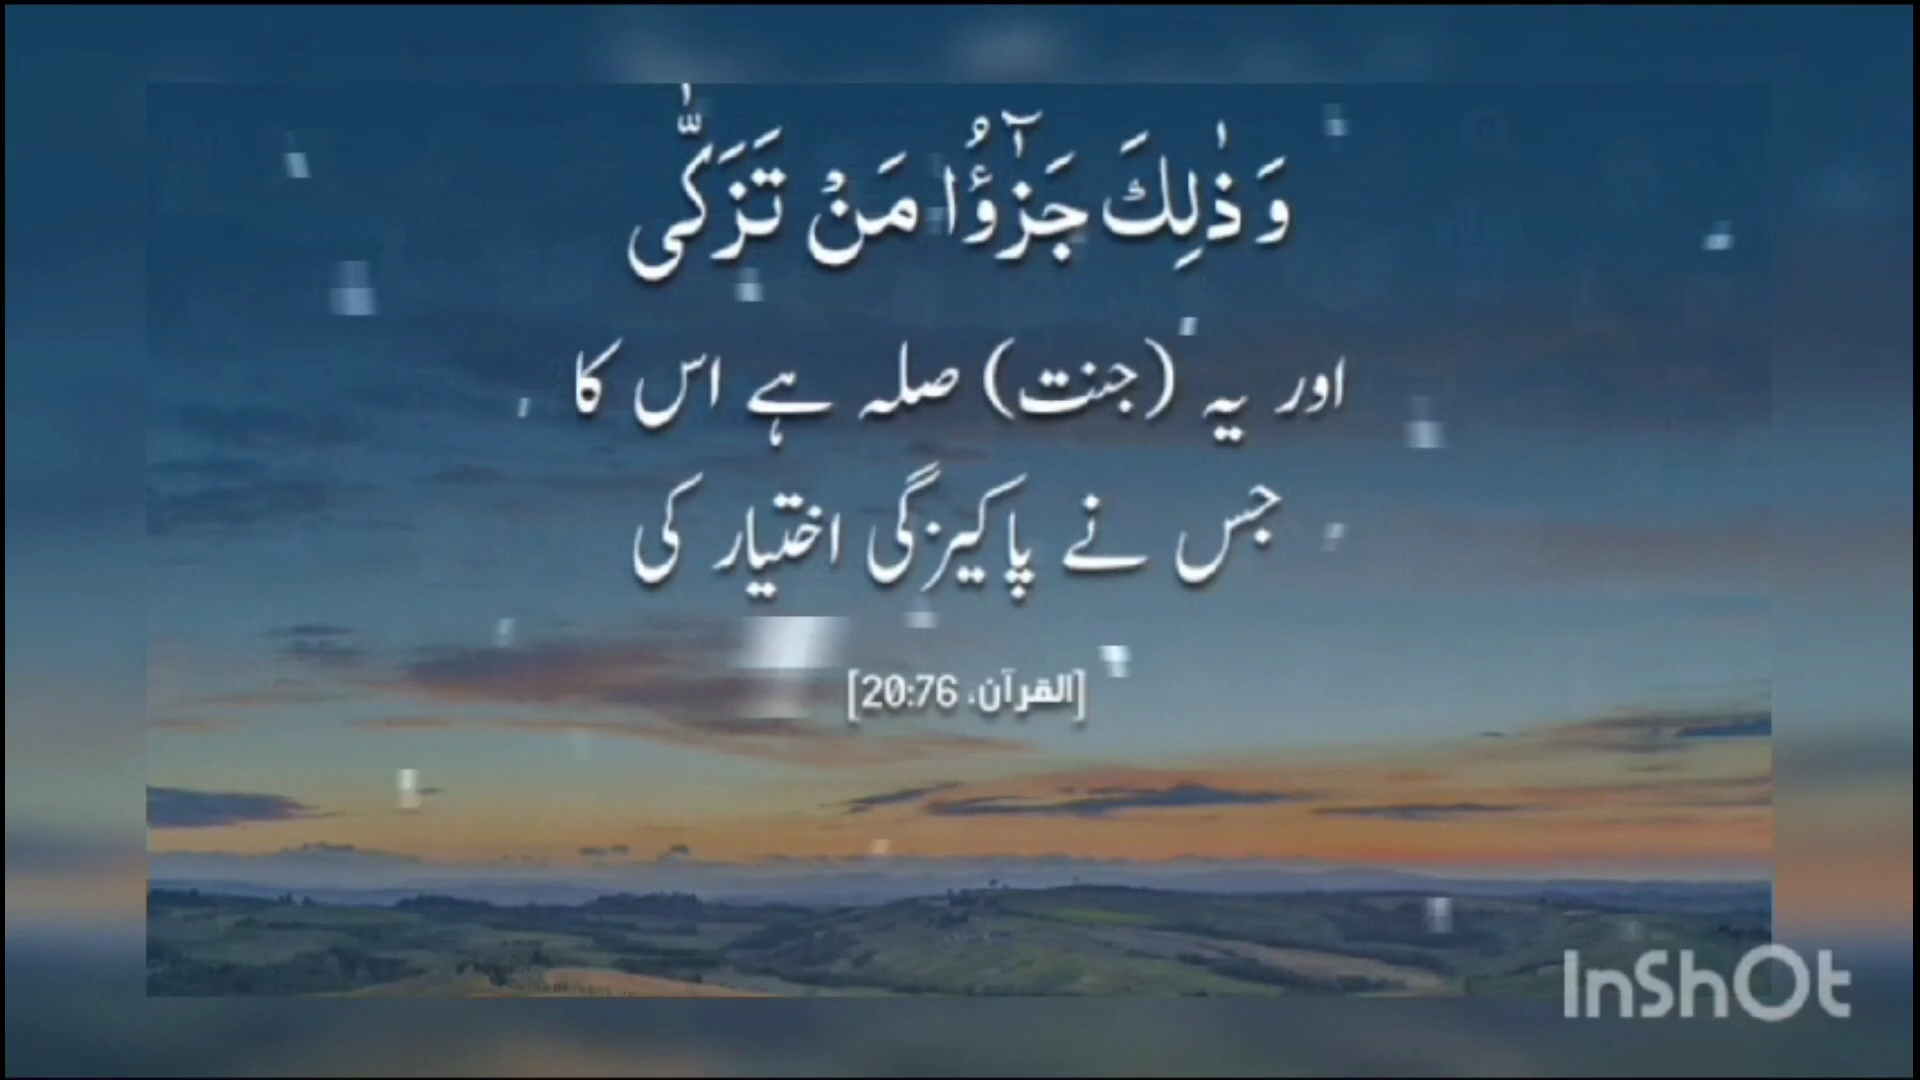 وَذٰلِكَ جَزٰٓؤُا مَنْ تَزَكّٰى
اور یہ (جنت) صلہ ہے اس کا
جس نے پاکیزگی اختیار کی
[القرآن، 20:76]
InShOt